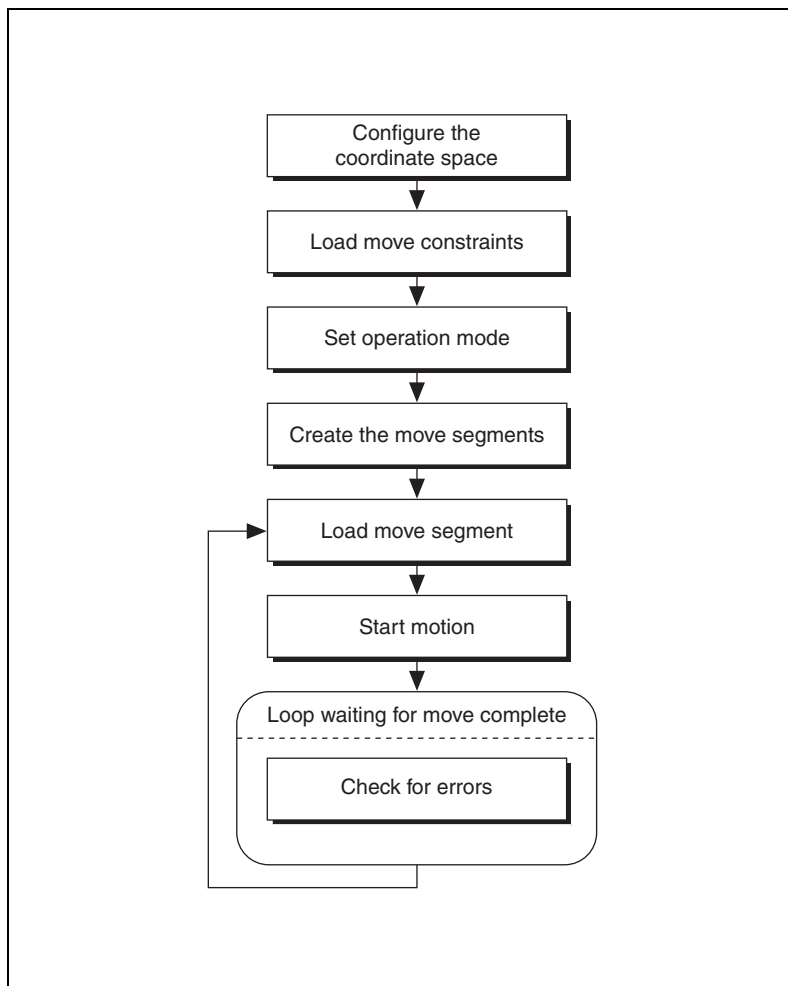 Configure the
coordinate space
Load move constraints
Set operation mode
Create the move segments
Load move segment
Start motion
Loop waiting for move complete
Check for errors